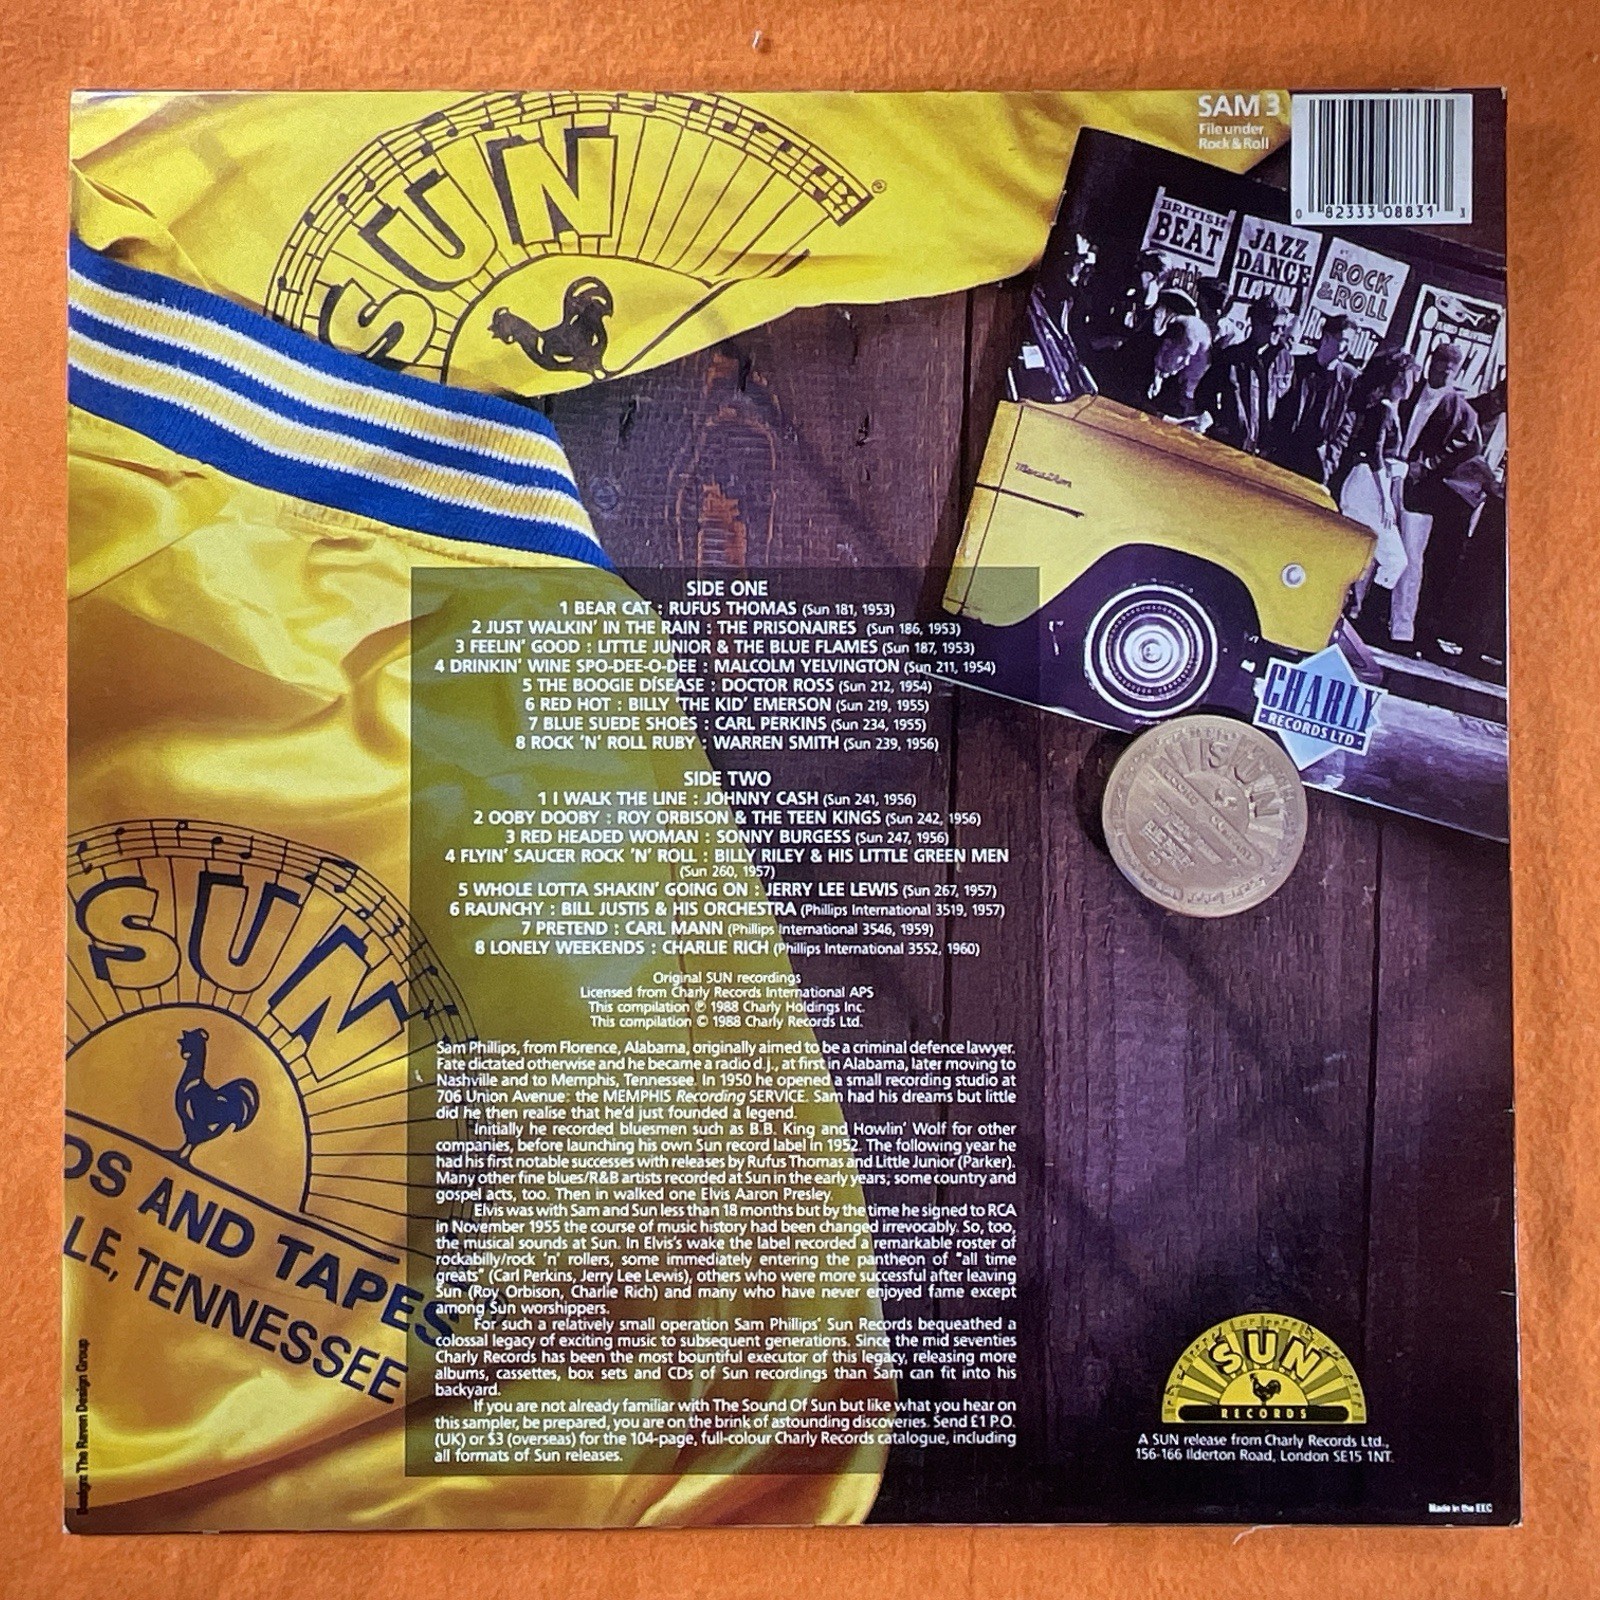 SAM 3
File under
Rock & Roll
0 82333 08831 3
SUN
®
BRITISH
BEAT
JAZZ
DANCE
LATIN
ROCK
& ROLL
JAZZ
CHARLY
RECORDS LTD
SUN
SIDE ONE
1 BEAR CAT : RUFUS THOMAS (Sun 181, 1953)
2 JUST WALKIN' IN THE RAIN : THE PRISONAIRES (Sun 186, 1953)
3 FEELIN' GOOD : LITTLE JUNIOR & THE BLUE FLAMES (Sun 187, 1953)
4 DRINKIN' WINE SPO-DEE-O-DEE : MALCOLM YELVINGTON (Sun 211, 1954)
5 THE BOOGIE DISEASE : DOCTOR ROSS (Sun 212, 1954)
6 RED HOT : BILLY 'THE KID' EMERSON (Sun 219, 1955)
7 BLUE SUEDE SHOES : CARL PERKINS (Sun 234, 1955)
8 ROCK 'N' ROLL RUBY : WARREN SMITH (Sun 239, 1956)
SIDE TWO
1 I WALK THE LINE : JOHNNY CASH (Sun 241, 1956)
2 OOBY DOOBY : ROY ORBISON & THE TEEN KINGS (Sun 242, 1956)
3 RED HEADED WOMAN : SONNY BURGESS (Sun 247, 1956)
4 FLYIN' SAUCER ROCK 'N' ROLL : BILLY RILEY & HIS LITTLE GREEN MEN
(Sun 260, 1957)
5 WHOLE LOTTA SHAKIN' GOING ON : JERRY LEE LEWIS (Sun 267, 1957)
6 RAUNCHY : BILL JUSTIS & HIS ORCHESTRA (Phillips International 3519, 1957)
7 PRETEND : CARL MANN (Phillips International 3546, 1959)
8 LONELY WEEKENDS : CHARLIE RICH (Phillips International 3552, 1960)
Original SUN recordings
Licensed from Charly Records International APS
This compilation ℗ 1988 Charly Holdings Inc.
This compilation © 1988 Charly Records Ltd.
Sam Phillips, from Florence, Alabama, originally aimed to be a criminal defence lawyer.
Fate dictated otherwise and he became a radio d.j., at first in Alabama, later moving to
Nashville and to Memphis, Tennessee. In 1950 he opened a small recording studio at
706 Union Avenue: the MEMPHIS Recording SERVICE. Sam had his dreams but little
did he then realise that he'd just founded a legend.
Initially he recorded bluesmen such as B.B. King and Howlin' Wolf for other
companies, before launching his own Sun record label in 1952. The following year he
had his first notable successes with releases by Rufus Thomas and Little Junior (Parker).
Many other fine blues/R&B artists recorded at Sun in the early years; some country and
gospel acts, too. Then in walked one Elvis Aaron Presley.
Elvis was with Sam and Sun less than 18 months but by the time he signed to RCA
in November 1955 the course of music history had been changed irrevocably. So, too,
the musical sounds at Sun. In Elvis's wake the label recorded a remarkable roster of
rockabilly/rock 'n' rollers, some immediately entering the pantheon of "all time
greats" (Carl Perkins, Jerry Lee Lewis), others who were more successful after leaving
Sun (Roy Orbison, Charlie Rich) and many who have never enjoyed fame except
among Sun worshippers.
For such a relatively small operation Sam Phillips' Sun Records bequeathed a
colossal legacy of exciting music to subsequent generations. Since the mid seventies
Charly Records has been the most bountiful executor of this legacy, releasing more
albums, cassettes, box sets and CDs of Sun recordings than Sam can fit into his
backyard.
If you are not already familiar with The Sound Of Sun but like what you hear on
this sampler, be prepared, you are on the brink of astounding discoveries. Send £1 P.O.
(UK) or $3 (overseas) for the 104-page, full-colour Charly Records catalogue, including
all formats of Sun releases.
SUN
DS AND TAPES
LE, TENNESSEE
Design: The Raven Design Group
SUN
RECORDS
A SUN release from Charly Records Ltd.,
156-166 Ilderton Road, London SE15 1NT.
Made in the EEC